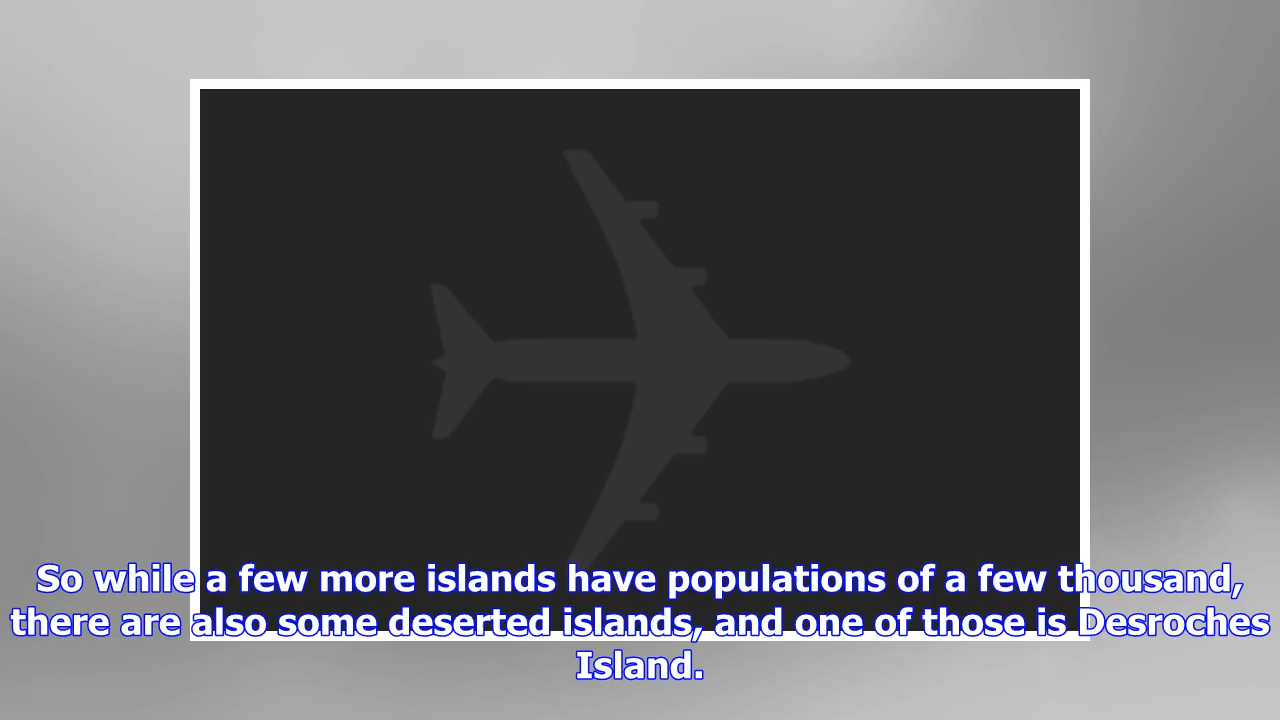 So while a few more islands have populations of a few thousand,
there are also some deserted islands, and one of those is Desroches
Island.